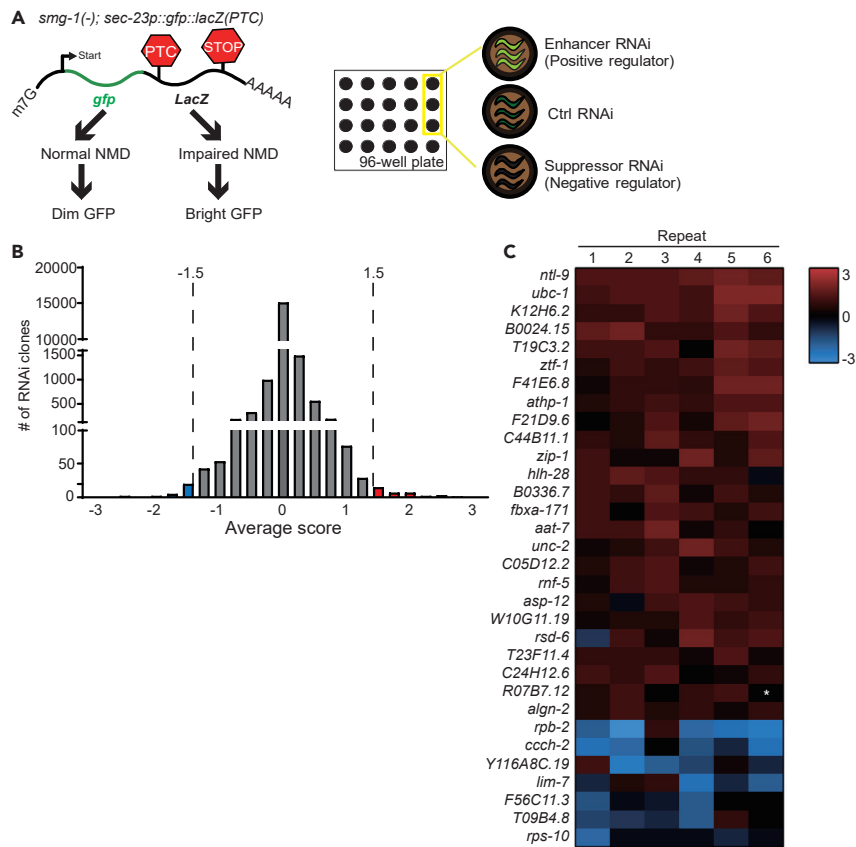 A smg-1(-); sec-23p::gfp::lacZ(PTC)
Start
PTC
STOP
m7G
gfp
LacZ
AAAAA
Normal NMD
Impaired NMD
Dim GFP
Bright GFP
96-well plate
Enhancer RNAi
(Positive regulator)
Ctrl RNAi
Suppressor RNAi
(Negative regulator)
B
# of RNAi clones
20000
15000
10000
1500
1000
500
100
50
0
-1.5
1.5
-3 -2 -1 0 1 2 3
Average score
C
Repeat
1 2 3 4 5 6
ntl-9
ubc-1
K12H6.2
B0024.15
T19C3.2
ztf-1
F41E6.8
athp-1
F21D9.6
C44B11.1
zip-1
hlh-28
B0336.7
fbxa-171
aat-7
unc-2
C05D12.2
rnf-5
asp-12
W10G11.19
rsd-6
T23F11.4
C24H12.6
R07B7.12 *
algn-2
rpb-2
ccch-2
Y116A8C.19
lim-7
F56C11.3
T09B4.8
rps-10
3
0
-3